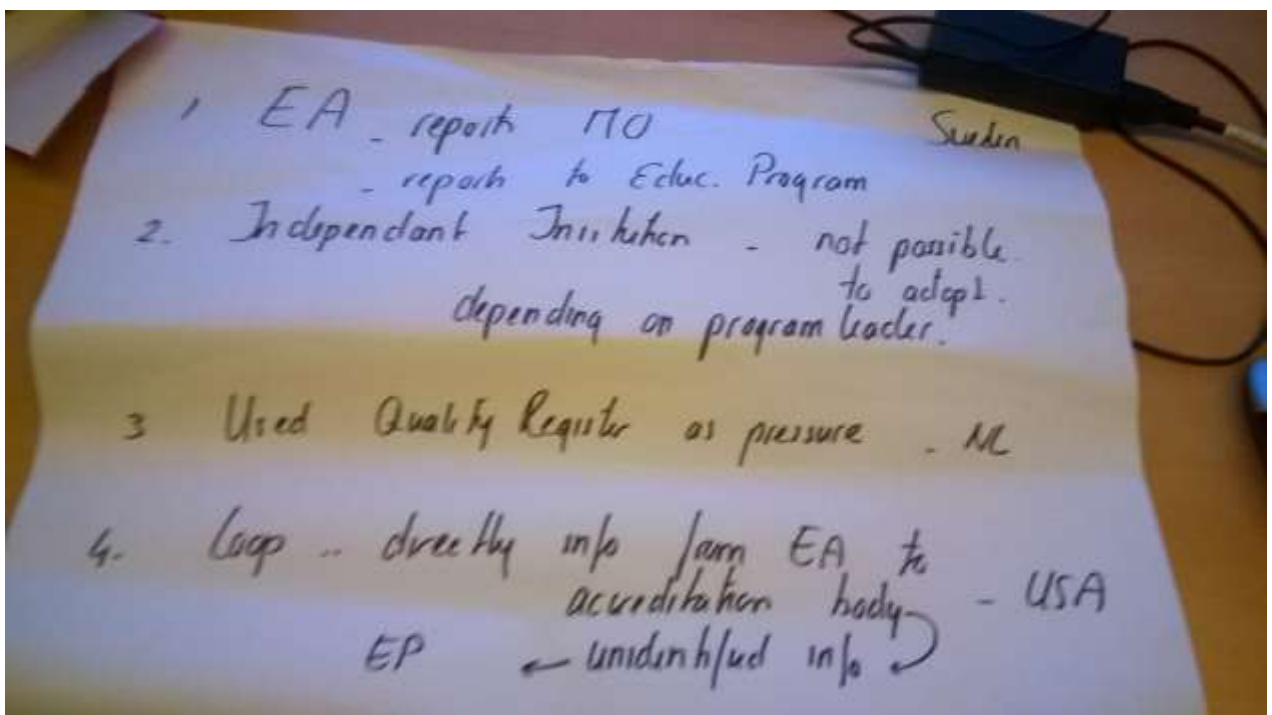 1 EA - reports MO Sweden
- reports to Educ. Program
2. Independant Institution - not possible
to adopt.
depending on program leader.
3 Used Quality Register as pressure - NL
4. Loop - directly info from EA to
acureditation body - USA
EP ← unidentified info